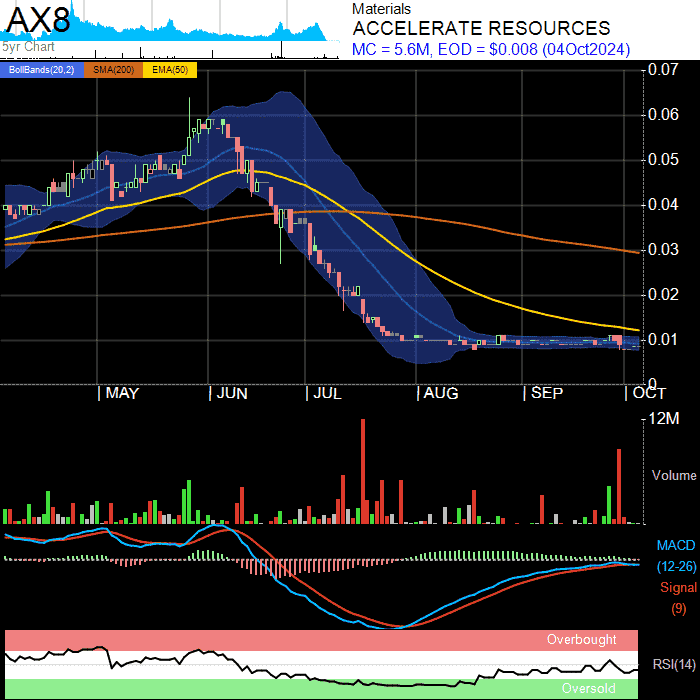 AX8
5yr Chart
Materials
ACCELERATE RESOURCES
MC = 5.6M, EOD = $0.008 (04Oct2024)
BollBands(20,2) SMA(200) EMA(50)
0.07
0.06
0.05
0.04
0.03
0.02
0.01
0
MAY JUN JUL AUG SEP OCT
12M
Volume
MACD
(12-26)
Signal
(9)
Overbought
RSI(14)
Oversold